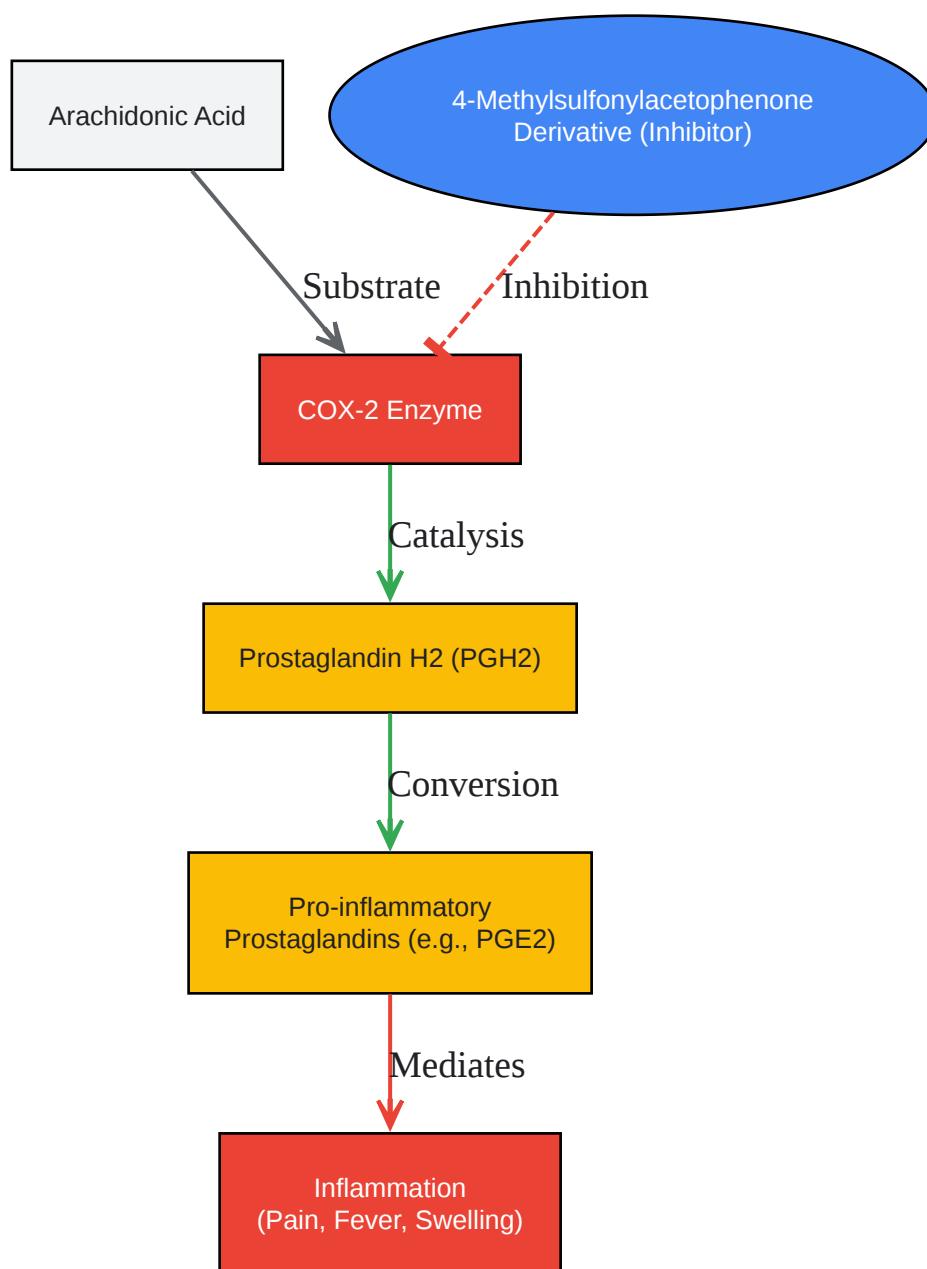 Arachidonic Acid
4-Methylsulfonylacetophenone
Derivative (Inhibitor)
Substrate
Inhibition
COX-2 Enzyme
Catalysis
Prostaglandin H2 (PGH2)
Conversion
Pro-inflammatory
Prostaglandins (e.g., PGE2)
Mediates
Inflammation
(Pain, Fever, Swelling)